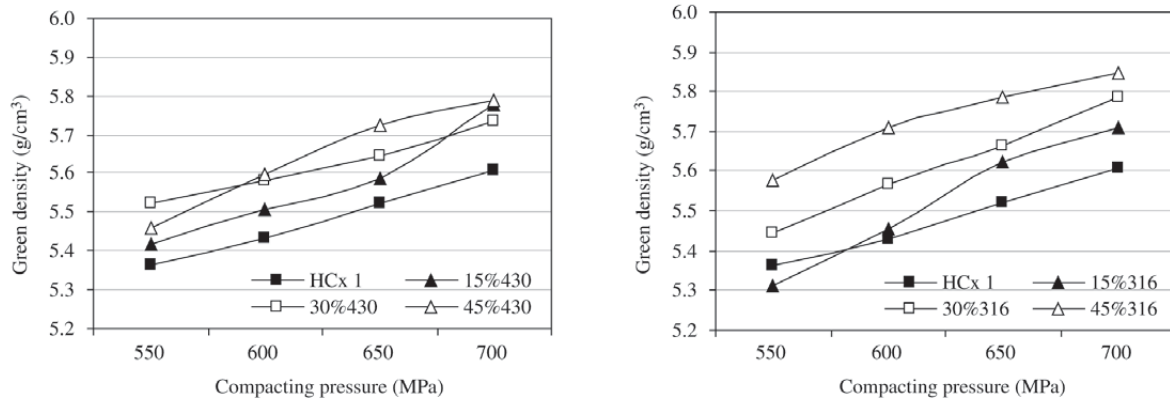 6.0
5.9
5.8
5.7
5.6
5.5
5.4
5.3
5.2
Green density (g/cm³)
HCx 1 15%430
30%430 45%430
550 600 650 700
Compacting pressure (MPa)
6.0
5.9
5.8
5.7
5.6
5.5
5.4
5.3
5.2
Green density (g/cm³)
HCx 1 15%316
30%316 45%316
550 600 650 700
Compacting pressure (MPa)